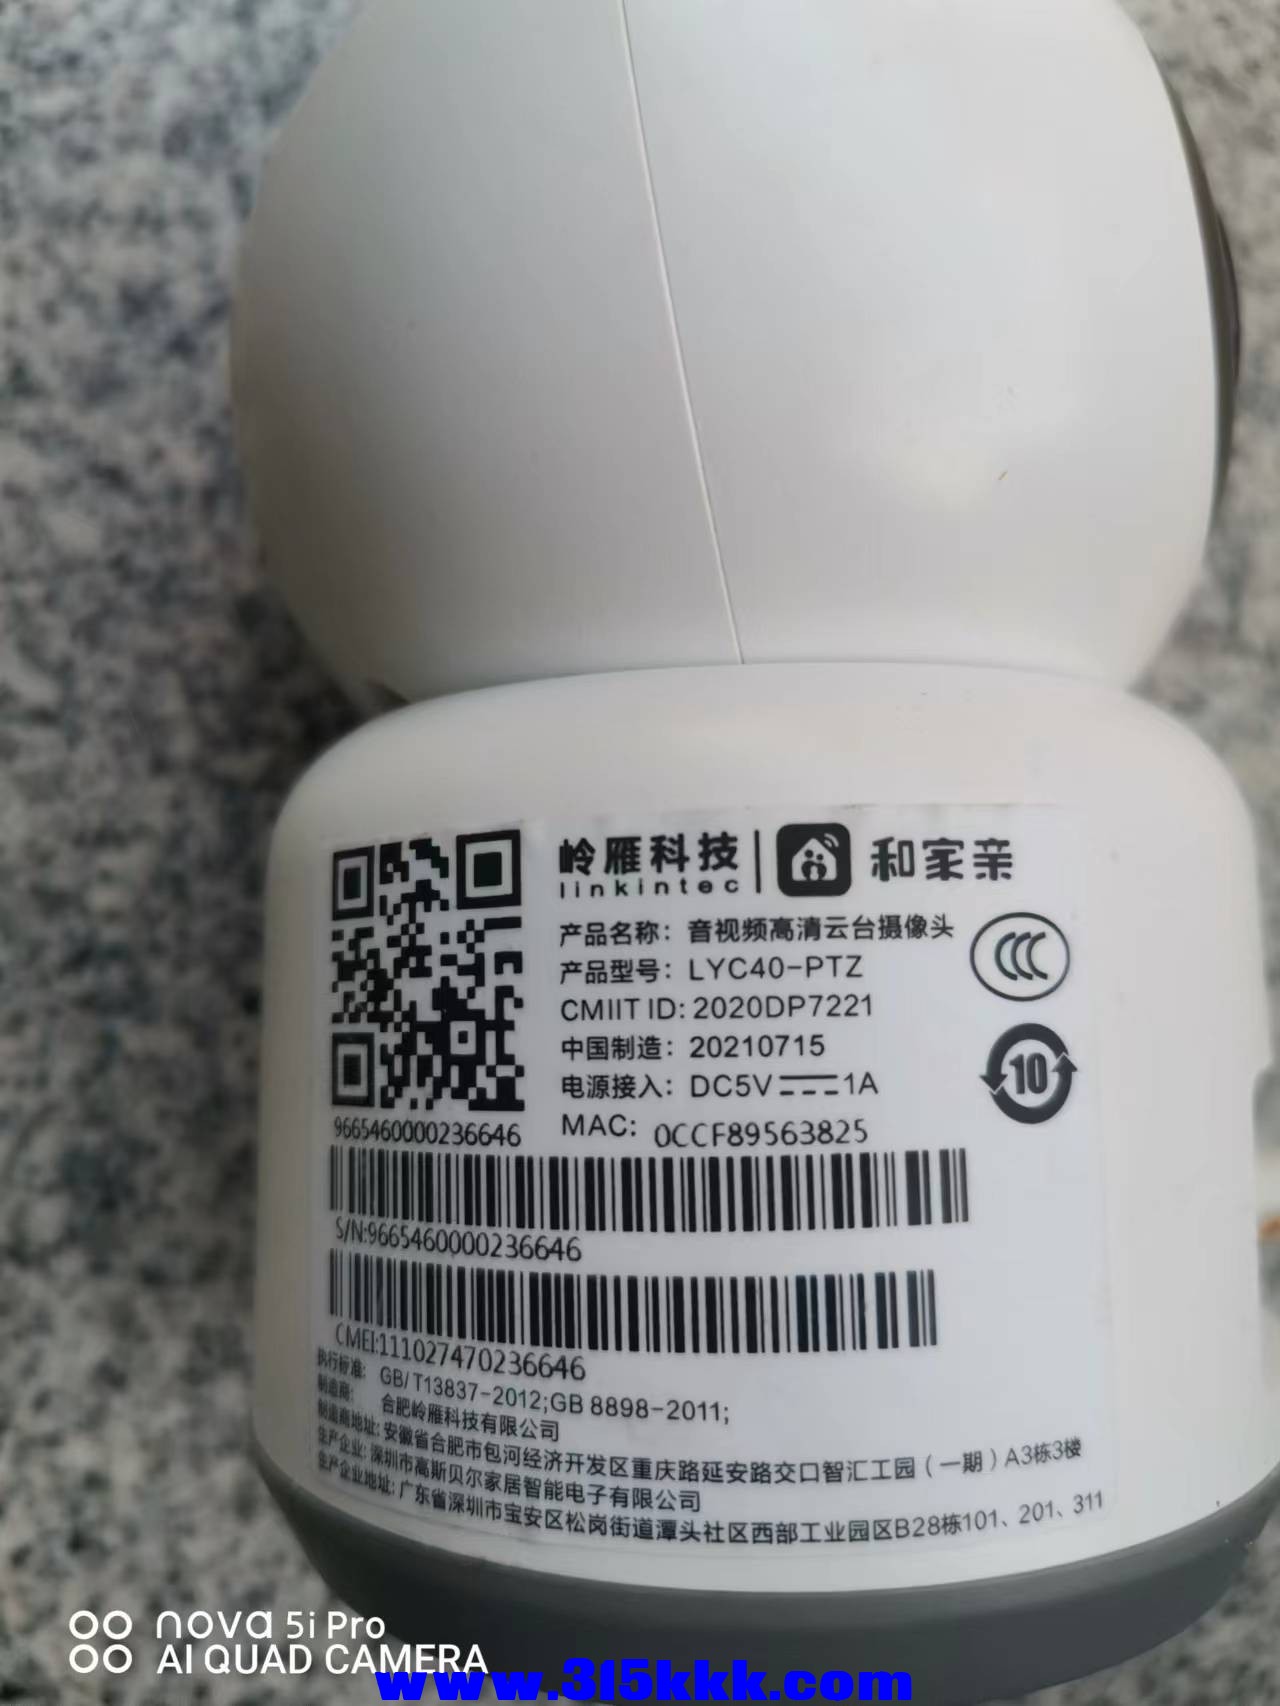 岭雁科技
linkintec
和家亲
产品名称：音视频高清云台摄像头
产品型号：LYC40-PTZ
CMIIT ID: 2020DP7221
中国制造：20210715
电源接入：DC5V⎓1A
MAC: 0CCF89563825
10
9665460000236646
S/N:9665460000236646
CMEI:111027470236646
执行标准：GB/T13837-2012;GB 8898-2011;
制造商：合肥岭雁科技有限公司
制造商地址：安徽省合肥市包河经济开发区重庆路延安路交口智汇工园（一期）A3栋3楼
生产企业：深圳市高斯贝尔家居智能电子有限公司
生产企业地址：广东省深圳市宝安区松岗街道潭头社区西部工业园区B28栋101、201、311
nova 5i Pro
AI QUAD CAMERA
www.315kkk.com